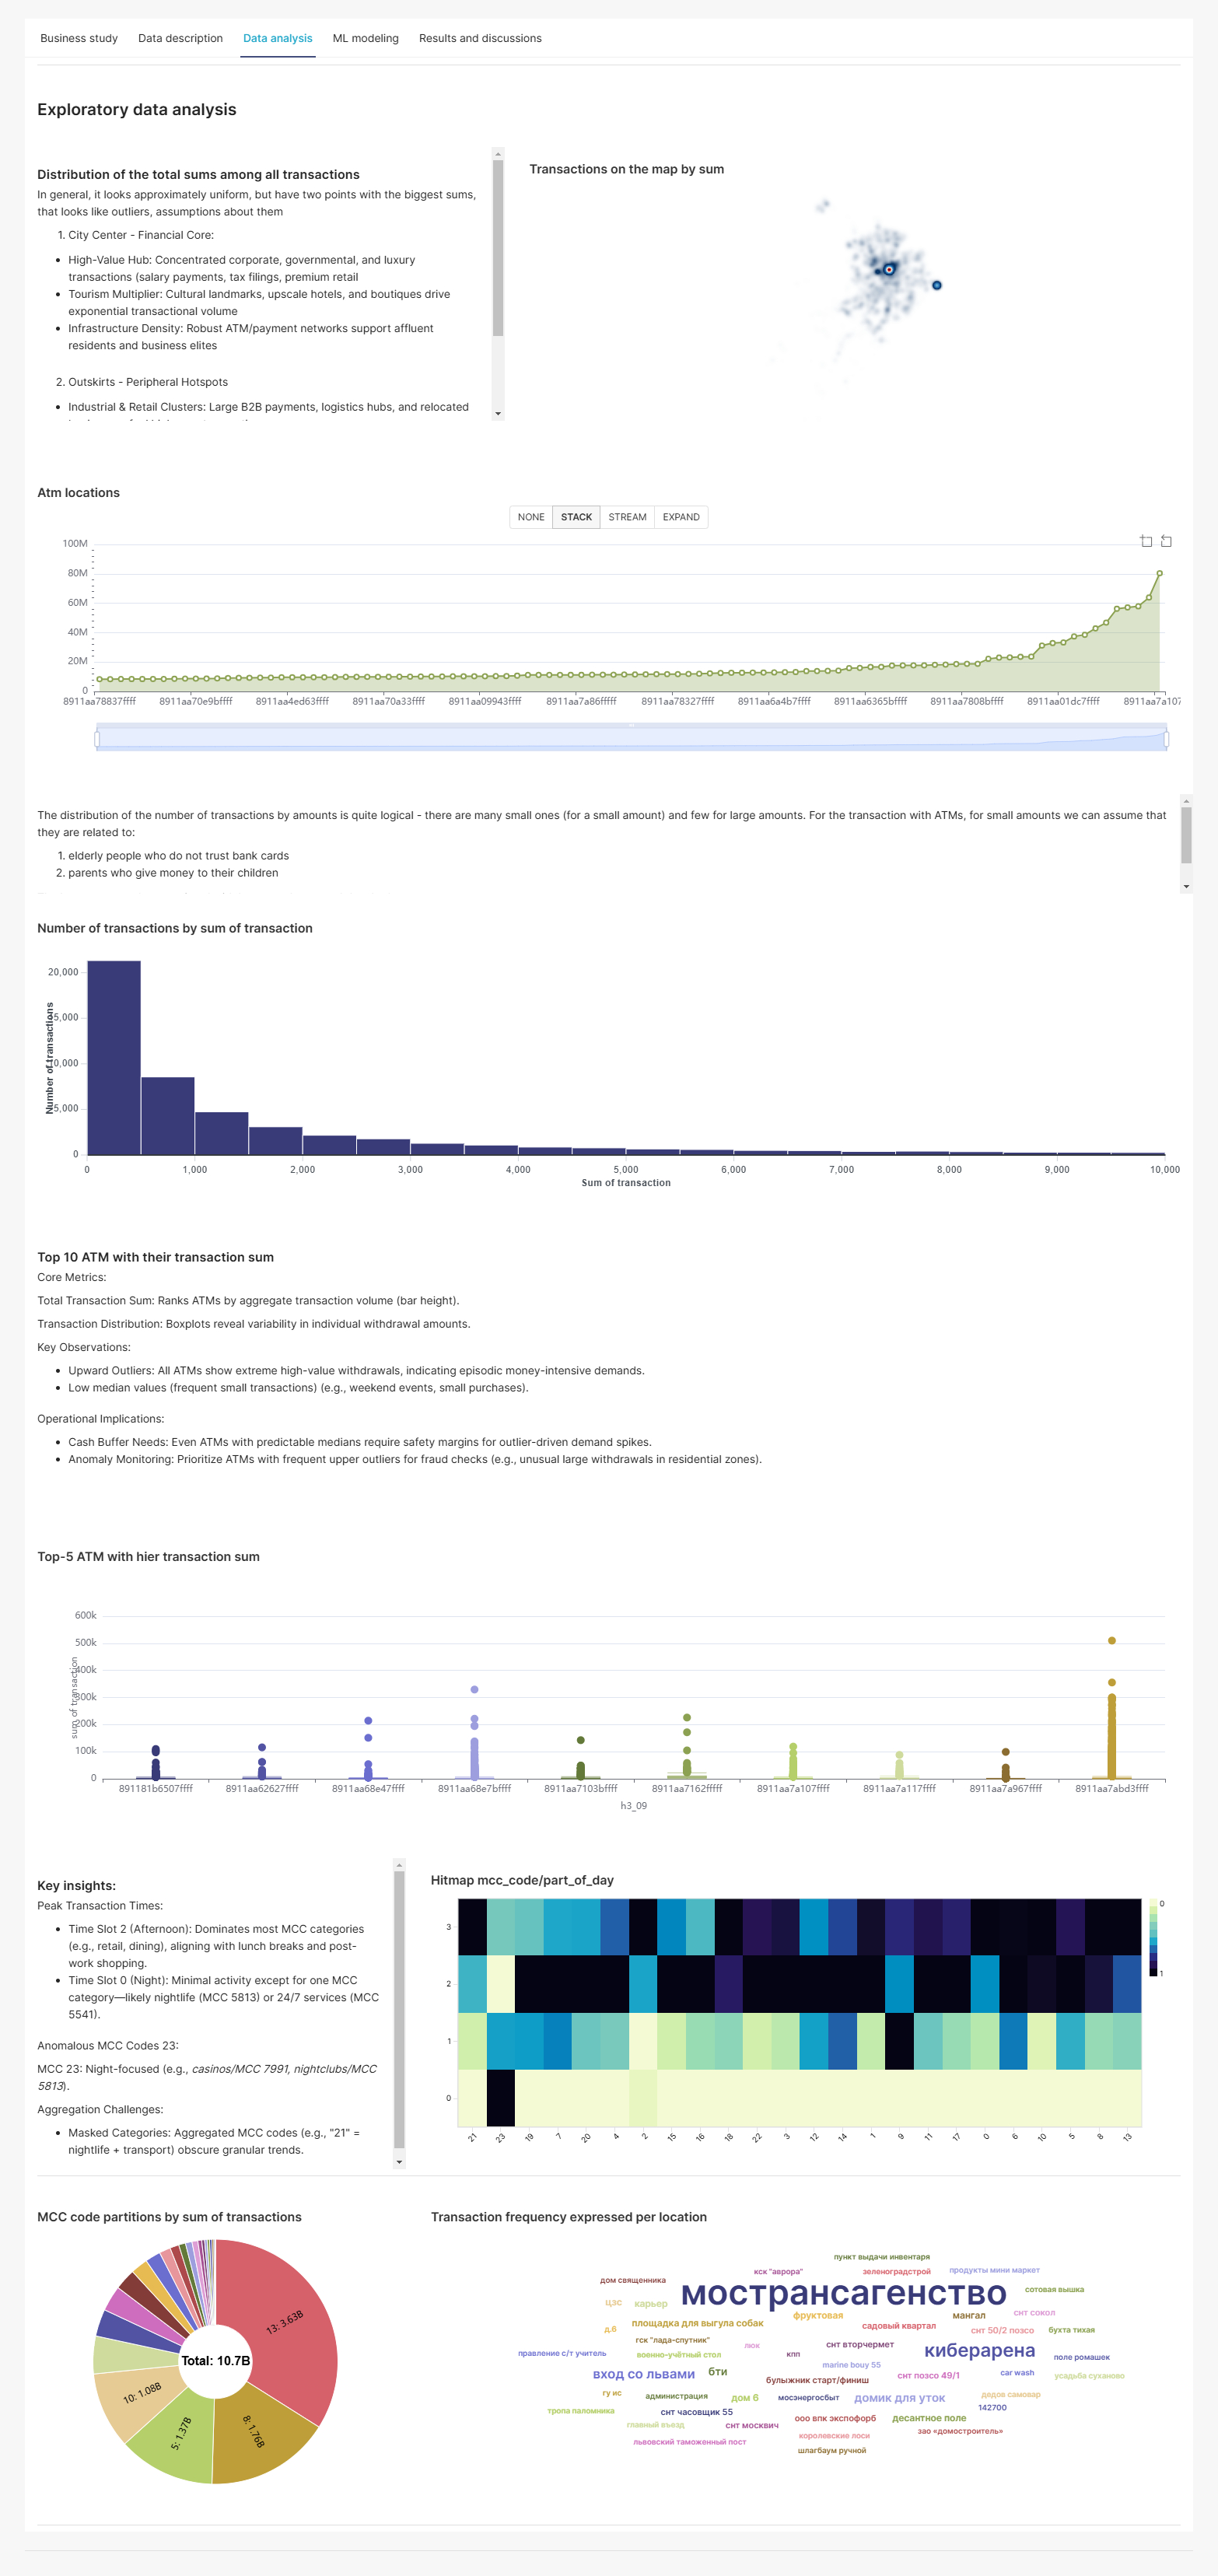 Business study Data description Data analysis ML modeling Results and discussions
Exploratory data analysis
Distribution of the total sums among all transactions
In general, it looks approximately uniform, but have two points with the biggest sums,
that looks like outliers, assumptions about them
1. City Center - Financial Core:
• High-Value Hub: Concentrated corporate, governmental, and luxury
transactions (salary payments, tax filings, premium retail
• Tourism Multiplier: Cultural landmarks, upscale hotels, and boutiques drive
exponential transactional volume
• Infrastructure Density: Robust ATM/payment networks support affluent
residents and business elites
2. Outskirts - Peripheral Hotspots
• Industrial & Retail Clusters: Large B2B payments, logistics hubs, and relocated
Transactions on the map by sum
Atm locations
NONE STACK STREAM EXPAND
100M
80M
60M
40M
20M
0
8911aa78837ffff 8911aa70e9bffff 8911aa4ed63ffff 8911aa70a33ffff 8911aa09943ffff 8911aa7a86fffff 8911aa78327ffff 8911aa6a4b7ffff 8911aa6365bffff 8911aa7808bffff 8911aa01dc7ffff 8911aa7a107
The distribution of the number of transactions by amounts is quite logical - there are many small ones (for a small amount) and few for large amounts. For the transaction with ATMs, for small amounts we can assume that
they are related to:
1. elderly people who do not trust bank cards
2. parents who give money to their children
Number of transactions by sum of transaction
Number of transactions
20,000
15,000
10,000
5,000
0
0 1,000 2,000 3,000 4,000 5,000 6,000 7,000 8,000 9,000 10,000
Sum of transaction
Top 10 ATM with their transaction sum
Core Metrics:
Total Transaction Sum: Ranks ATMs by aggregate transaction volume (bar height).
Transaction Distribution: Boxplots reveal variability in individual withdrawal amounts.
Key Observations:
• Upward Outliers: All ATMs show extreme high-value withdrawals, indicating episodic money-intensive demands.
• Low median values (frequent small transactions) (e.g., weekend events, small purchases).
Operational Implications:
• Cash Buffer Needs: Even ATMs with predictable medians require safety margins for outlier-driven demand spikes.
• Anomaly Monitoring: Prioritize ATMs with frequent upper outliers for fraud checks (e.g., unusual large withdrawals in residential zones).
Top-5 ATM with hier transaction sum
sum of transaction
600k
500k
400k
300k
200k
100k
0
891181b6507ffff 8911aa62627ffff 8911aa68e47ffff 8911aa68e7bffff 8911aa7103bffff 8911aa7162fffff 8911aa7a107ffff 8911aa7a117ffff 8911aa7a967ffff 8911aa7abd3ffff
h3_09
Key insights:
Peak Transaction Times:
• Time Slot 2 (Afternoon): Dominates most MCC categories
(e.g., retail, dining), aligning with lunch breaks and post-
work shopping.
• Time Slot 0 (Night): Minimal activity except for one MCC
category—likely nightlife (MCC 5813) or 24/7 services (MCC
5541).
Anomalous MCC Codes 23:
MCC 23: Night-focused (e.g., casinos/MCC 7991, nightclubs/MCC
5813).
Aggregation Challenges:
• Masked Categories: Aggregated MCC codes (e.g., "21" =
nightlife + transport) obscure granular trends.
Hitmap mcc_code/part_of_day
3
2
1
0
0
1
21 23 19 7 20 4 2 15 16 18 22 3 12 14 1 9 11 17 0 6 10 5 8 13
MCC code partitions by sum of transactions
13: 3.63B
Total: 10.7B
10: 1.08B
5: 1.37B
8: 1.76B
Transaction frequency expressed per location
пункт выдачи инвентаря
кск "аврора" зеленоградстрой продукты мини маркет
дом священника мострансагенство сотовая вышка
цзс карьер фруктовая мангал снт сокол
д.6 площадка для выгула собак садовый квартал снт 50/2 позсо бухта тихая
гск "лада-спутник" люк снт вторчермет киберарена
правление с/т учитель военно-учётный стол кпп поле ромашек
marine bouy 55
вход со львами бти булыжник старт/финиш снт позсо 49/1 car wash усадьба суханово
гу ис администрация дом 6 мосэнергосбыт домик для уток дедов самовар
142700
тропа паломника снт часовщик 55 ооо впк экспофорб десантное поле
главный въезд снт москвич зао «домостроитель»
львовский таможенный пост королевские лоси
шлагбаум ручной